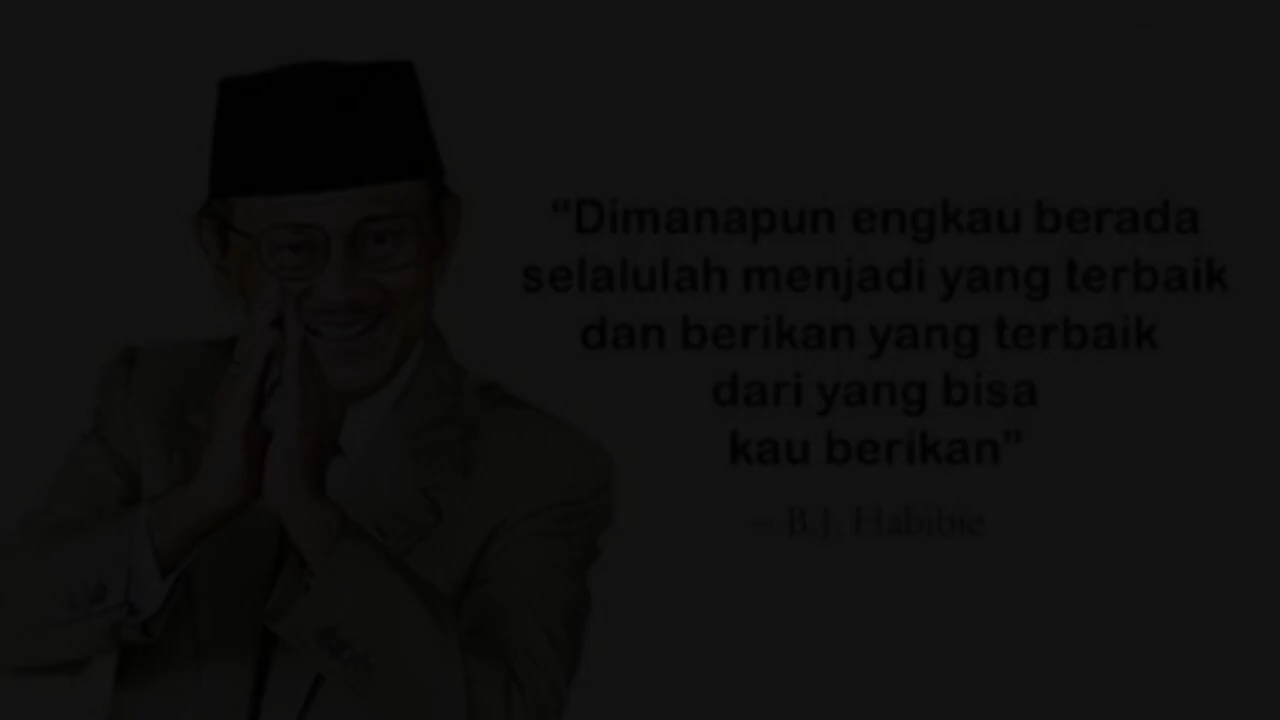 “Dimanapun engkau berada
selalulah menjadi yang terbaik
dan berikan yang terbaik
dari yang bisa
kau berikan”
– B.J. Habibie